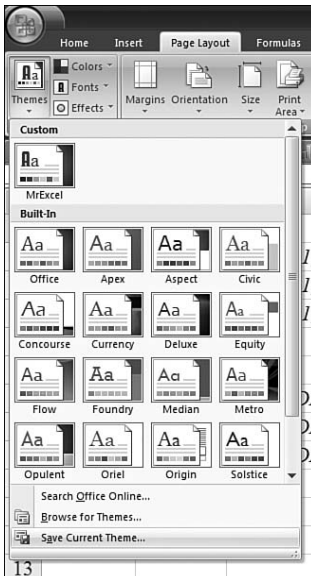 Home Insert Page Layout Formulas
Colors
Fonts
Effects
Themes Margins Orientation Size Print Area
Custom
Aa
MrExcel
Built-In
Aa Aa Aa Aa
Office Apex Aspect Civic
Aa Aa Aa Aa
Concourse Currency Deluxe Equity
Aa Aa Aa Aa
Flow Foundry Median Metro
Aa Aa Aa Aa
Opulent Oriel Origin Solstice
Search Office Online...
Browse for Themes...
Save Current Theme...
13